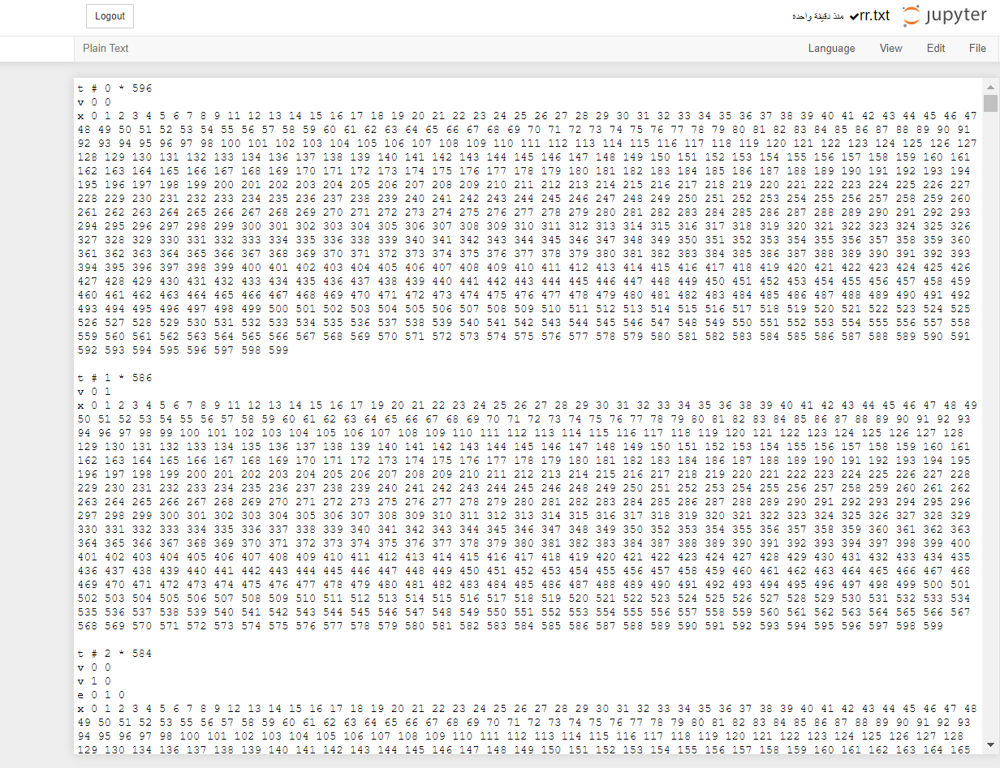 Logout
منذ دقيقة واحدة rr.txt jupyter
Plain Text
Language View Edit File
t # 0 * 596
v 0 0
x 0 1 2 3 4 5 6 7 8 9 11 12 13 14 15 16 17 18 19 20 21 22 23 24 25 26 27 28 29 30 31 32 33 34 35 36 37 38 39 40 41 42 43 44 45 46 47
48 49 50 51 52 53 54 55 56 57 58 59 60 61 62 63 64 65 66 67 68 69 70 71 72 73 74 75 76 77 78 79 80 81 82 83 84 85 86 87 88 89 90 91
92 93 94 95 96 97 98 100 101 102 103 104 105 106 107 108 109 110 111 112 113 114 115 116 117 118 119 120 121 122 123 124 125 126 127
128 129 130 131 132 133 134 136 137 138 139 140 141 142 143 144 145 146 147 148 149 150 151 152 153 154 155 156 157 158 159 160 161
162 163 164 165 166 167 168 169 170 171 172 173 174 175 176 177 178 179 180 181 182 183 184 185 186 187 188 189 190 191 192 193 194
195 196 197 198 199 200 201 202 203 204 205 206 207 208 209 210 211 212 213 214 215 216 217 218 219 220 221 222 223 224 225 226 227
228 229 230 231 232 233 234 235 236 237 238 239 240 241 242 243 244 245 246 247 248 249 250 251 252 253 254 255 256 257 258 259 260
261 262 263 264 265 266 267 268 269 270 271 272 273 274 275 276 277 278 279 280 281 282 283 284 285 286 287 288 289 290 291 292 293
294 295 296 297 298 299 300 301 302 303 304 305 306 307 308 309 310 311 312 313 314 315 316 317 318 319 320 321 322 323 324 325 326
327 328 329 330 331 332 333 334 335 336 338 339 340 341 342 343 344 345 346 347 348 349 350 351 352 353 354 355 356 357 358 359 360
361 362 363 364 365 366 367 368 369 370 371 372 373 374 375 376 377 378 379 380 381 382 383 384 385 386 387 388 389 390 391 392 393
394 395 396 397 398 399 400 401 402 403 404 405 406 407 408 409 410 411 412 413 414 415 416 417 418 419 420 421 422 423 424 425 426
427 428 429 430 431 432 433 434 435 436 437 438 439 440 441 442 443 444 445 446 447 448 449 450 451 452 453 454 455 456 457 458 459
460 461 462 463 464 465 466 467 468 469 470 471 472 473 474 475 476 477 478 479 480 481 482 483 484 485 486 487 488 489 490 491 492
493 494 495 496 497 498 499 500 501 502 503 504 505 506 507 508 509 510 511 512 513 514 515 516 517 518 519 520 521 522 523 524 525
526 527 528 529 530 531 532 533 534 535 536 537 538 539 540 541 542 543 544 545 546 547 548 549 550 551 552 553 554 555 556 557 558
559 560 561 562 563 564 565 566 567 568 569 570 571 572 573 574 575 576 577 578 579 580 581 582 583 584 585 586 587 588 589 590 591
592 593 594 595 596 597 598 599
t # 1 * 586
v 0 1
x 0 1 2 3 4 5 6 7 8 9 11 12 13 14 15 16 17 19 20 21 22 23 24 25 26 27 28 29 30 31 32 33 34 35 36 38 39 40 41 42 43 44 45 46 47 48 49
50 51 52 53 54 55 56 57 58 59 60 61 62 63 64 65 66 67 68 69 70 71 72 73 74 75 76 77 78 79 80 81 82 83 84 85 86 87 88 89 90 91 92 93
94 96 97 98 99 100 101 102 103 104 105 106 107 108 109 110 111 112 113 114 115 116 117 118 119 120 121 122 123 124 125 126 127 128
129 130 131 132 133 134 135 136 137 138 139 140 141 142 143 144 145 146 147 148 149 150 151 152 153 154 155 156 157 158 159 160 161
162 163 164 165 166 167 168 169 170 171 172 173 174 175 176 177 178 179 180 181 182 183 184 186 187 188 189 190 191 192 193 194 195
196 197 198 199 200 201 202 203 204 205 206 207 208 209 210 211 212 213 214 215 216 217 218 219 220 221 222 223 224 225 226 227 228
229 230 231 232 233 234 235 236 237 238 239 240 241 242 243 244 245 246 248 249 250 251 252 253 254 255 256 257 258 259 260 261 262
263 264 265 266 267 268 269 270 271 272 273 274 275 276 277 278 279 280 281 282 283 284 285 286 287 288 289 290 291 292 293 294 295 296
297 298 299 300 301 302 303 304 305 306 307 308 309 310 311 312 313 314 315 316 317 318 319 320 321 322 323 324 325 326 327 328 329
330 331 332 333 334 335 336 337 338 339 340 341 342 343 344 345 346 347 348 349 350 352 353 354 355 356 357 358 359 360 361 362 363
364 365 366 367 368 369 370 371 372 373 374 375 376 377 378 379 380 381 382 383 384 387 388 389 390 391 392 393 394 397 398 399 400
401 402 403 404 405 406 407 408 409 410 411 412 413 414 415 416 417 418 419 420 421 422 423 424 427 428 429 430 431 432 433 434 435
436 437 438 439 440 441 442 443 444 445 446 447 448 449 450 451 452 453 454 455 456 457 458 459 460 461 462 463 464 465 466 467 468
469 470 471 472 473 474 475 476 477 478 479 480 481 482 483 484 485 486 487 488 489 490 491 492 493 494 495 496 497 498 499 500 501
502 503 504 505 506 507 508 509 510 511 512 513 514 515 516 517 518 519 520 521 522 523 524 525 526 527 528 529 530 531 532 533 534
535 536 537 538 539 540 541 542 543 544 545 546 547 548 549 550 551 552 553 554 555 556 557 558 559 560 561 562 563 564 565 566 567
568 569 570 571 572 573 574 575 576 577 578 579 580 581 582 583 584 585 586 587 588 589 590 591 592 593 594 595 596 597 598 599
t # 2 * 584
v 0 0
v 1 0
e 0 1 0
x 0 1 2 3 4 5 6 7 8 9 12 13 14 15 16 17 18 19 20 21 22 23 24 25 26 27 28 29 30 31 32 33 34 35 36 37 38 39 40 41 42 43 44 45 46 47 48
49 50 51 52 53 55 56 57 58 59 60 61 62 63 64 65 66 67 68 69 70 71 72 73 74 75 76 77 78 79 80 81 82 83 84 85 86 87 88 89 90 91 92 93
94 95 96 97 98 100 101 102 103 104 105 106 107 108 109 110 111 112 113 114 115 116 117 118 119 120 121 122 123 124 125 126 127 128
129 130 134 136 137 138 139 140 141 142 143 144 145 146 147 148 149 150 151 152 153 154 155 156 157 158 159 160 161 162 163 164 165